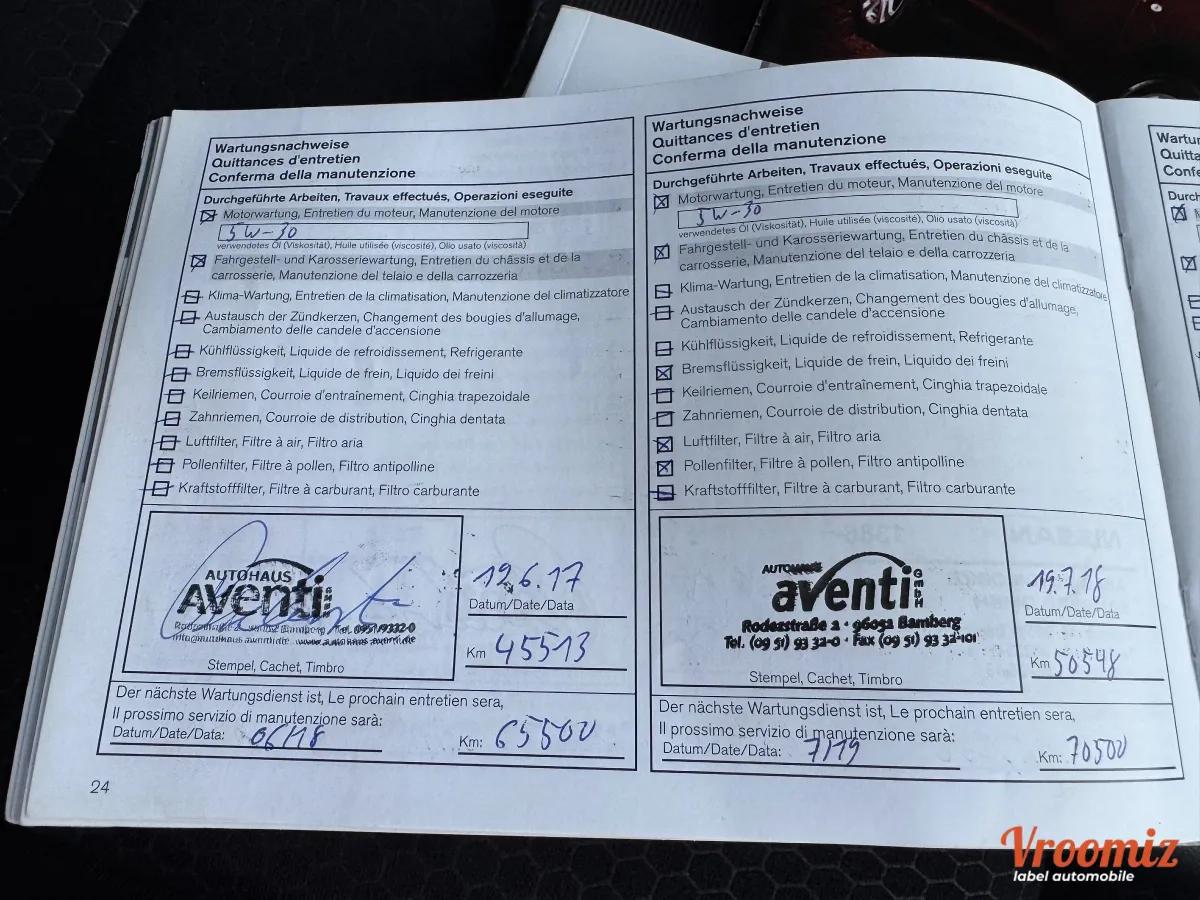 Wartungsnachweise
Quittances d'entretien
Conferma della manutenzione
Durchgeführte Arbeiten, Travaux effectués, Operazioni eseguite
Motorwartung, Entretien du moteur, Manutenzione del motore
5W-30
verwendetes Öl (Viskosität), Huile utilisée (viscosité), Olio usato (viscosità)
Fahrgestell- und Karosseriewartung, Entretien du châssis et de la
carrosserie, Manutenzione del telaio e della carrozzeria
Klima-Wartung, Entretien de la climatisation, Manutenzione del climatizzatore
Austausch der Zündkerzen, Changement des bougies d'allumage,
Cambiamento delle candele d'accensione
Kühlflüssigkeit, Liquide de refroidissement, Refrigerante
Bremsflüssigkeit, Liquide de frein, Liquido dei freini
Keilriemen, Courroie d'entraînement, Cinghia trapezoidale
Zahnriemen, Courroie de distribution, Cinghia dentata
Luftfilter, Filtre à air, Filtro aria
Pollenfilter, Filtre à pollen, Filtro antipolline
Kraftstofffilter, Filtre à carburant, Filtro carburante
AUTOHAUS
aventi
Bamberg Tel. 0951/9332-0
Stempel, Cachet, Timbro
12.6.17
Datum/Date/Data
Km 45513
Der nächste Wartungsdienst ist, Le prochain entretien sera,
Il prossimo servizio di manutenzione sarà:
Datum/Date/Data: 06/18
Km: 65500
24
Wartungsnachweise
Quittances d'entretien
Conferma della manutenzione
Durchgeführte Arbeiten, Travaux effectués, Operazioni eseguite
Motorwartung, Entretien du moteur, Manutenzione del motore
5W-30
verwendetes Öl (Viskosität), Huile utilisée (viscosité), Olio usato (viscosità)
Fahrgestell- und Karosseriewartung, Entretien du châssis et de la
carrosserie, Manutenzione del telaio e della carrozzeria
Klima-Wartung, Entretien de la climatisation, Manutenzione del climatizzatore
Austausch der Zündkerzen, Changement des bougies d'allumage,
Cambiamento delle candele d'accensione
Kühlflüssigkeit, Liquide de refroidissement, Refrigerante
Bremsflüssigkeit, Liquide de frein, Liquido dei freini
Keilriemen, Courroie d'entraînement, Cinghia trapezoidale
Zahnriemen, Courroie de distribution, Cinghia dentata
Luftfilter, Filtre à air, Filtro aria
Pollenfilter, Filtre à pollen, Filtro antipolline
Kraftstofffilter, Filtre à carburant, Filtro carburante
AUTOHAUS
aventi GmbH
Rodezstraße 2 · 96052 Bamberg
Tel. (09 51) 93 32-0 · Fax (09 51) 93 32-101
Stempel, Cachet, Timbro
19.7.18
Datum/Date/Data
Km 50548
Der nächste Wartungsdienst ist, Le prochain entretien sera,
Il prossimo servizio di manutenzione sarà:
Datum/Date/Data: 7/19
Km: 70500
Vroomiz
label automobile